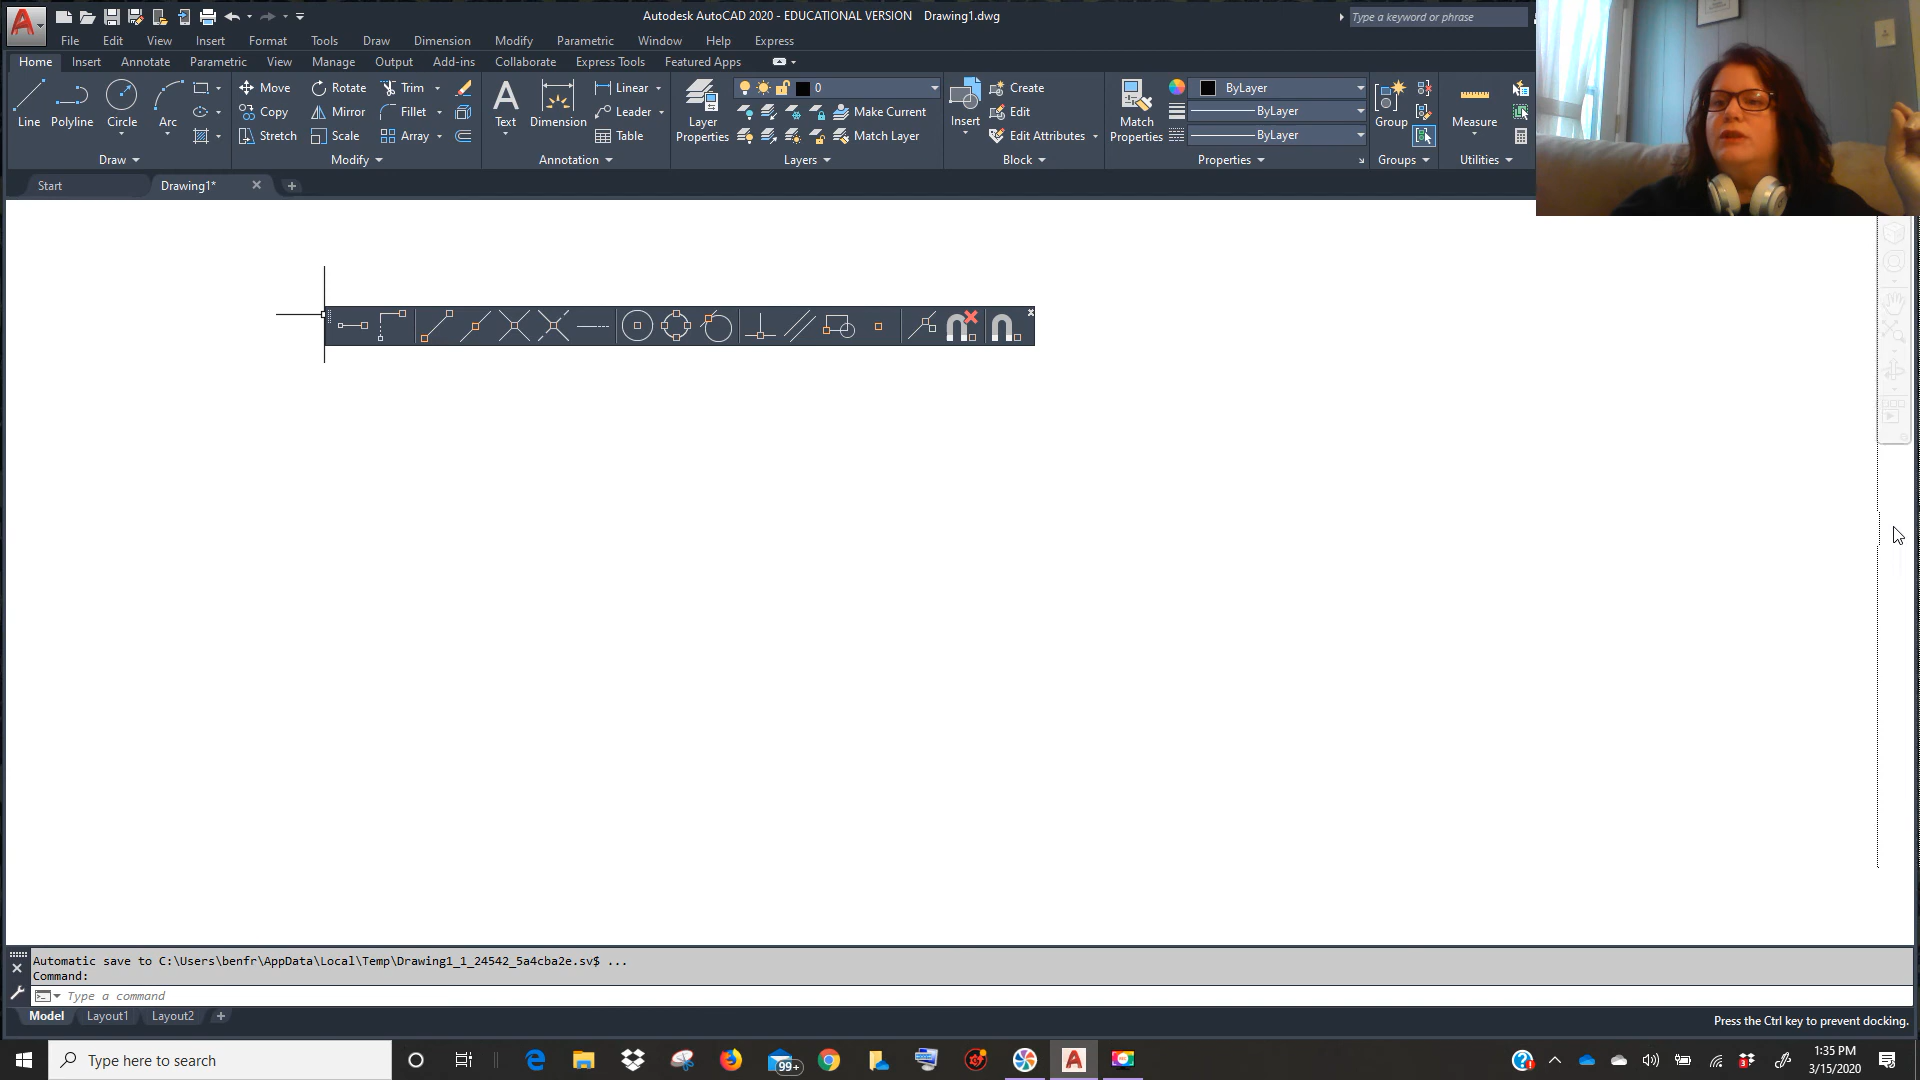 Autodesk AutoCAD 2020 - EDUCATIONAL VERSION Drawing1.dwg
Type a keyword or phrase
File Edit View Insert Format Tools Draw Dimension Modify Parametric Window Help Express
Home Insert Annotate Parametric View Manage Output Add-ins Collaborate Express Tools Featured Apps
Line Polyline Circle Arc
Draw
Move Rotate Trim
Copy Mirror Fillet
Stretch Scale Array
Modify
Text Dimension
Linear
Leader
Table
Annotation
Layer Properties
0
Make Current
Match Layer
Layers
Insert
Create
Edit
Edit Attributes
Block
Match Properties
ByLayer
ByLayer
ByLayer
Properties
Group
Groups
Measure
Utilities
Start Drawing1*
Automatic save to C:\Users\benfr\AppData\Local\Temp\Drawing1_1_24542_5a4cba2e.sv$ ...
Command:
Type a command
Model Layout1 Layout2
Press the Ctrl key to prevent docking.
Type here to search
99+
1:35 PM
3/15/2020